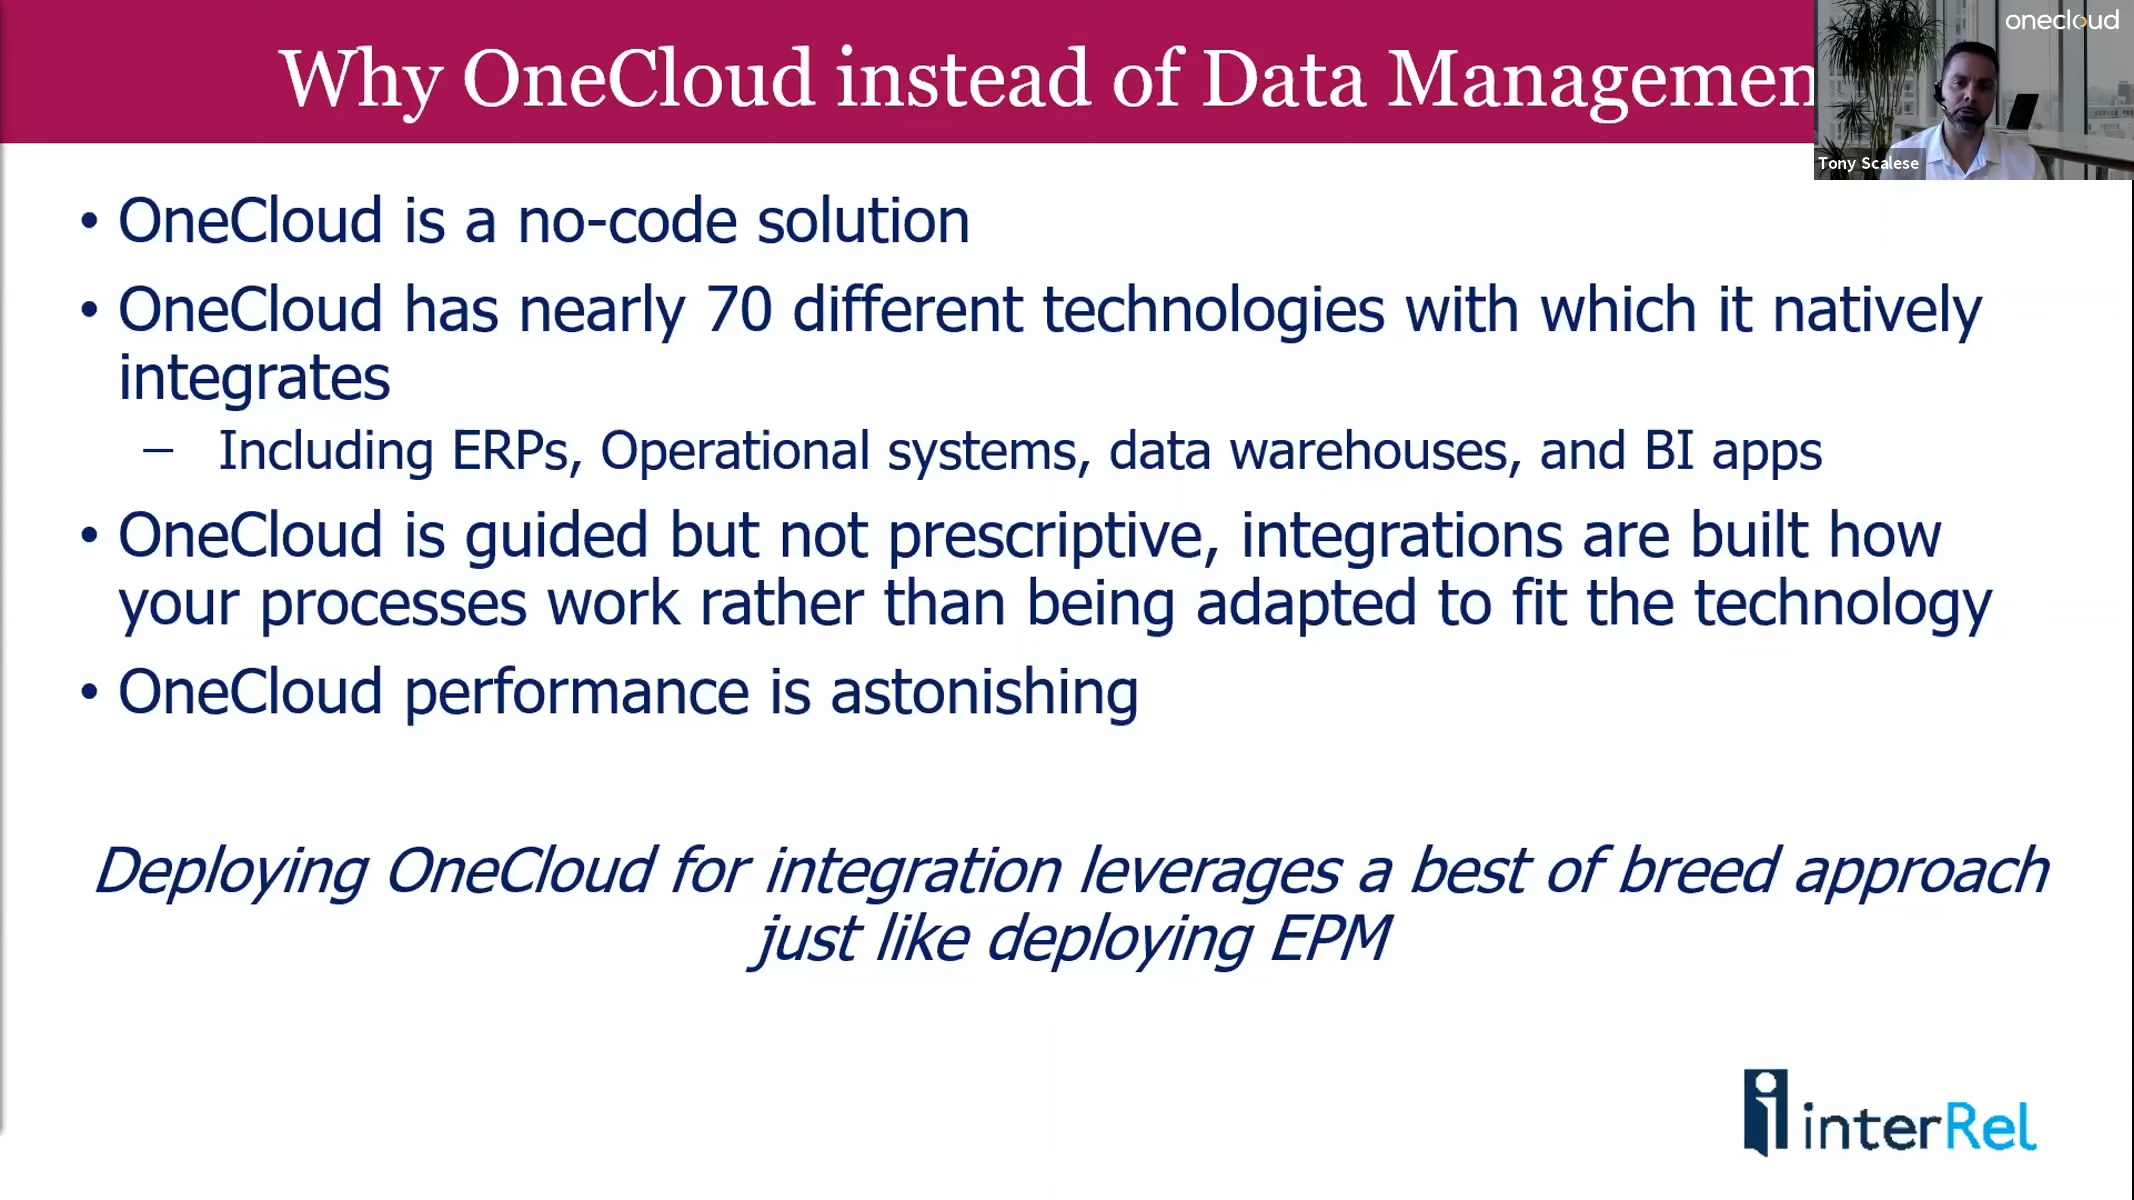 Why OneCloud instead of Data Managemen
onecloud
Tony Scalese
• OneCloud is a no-code solution
• OneCloud has nearly 70 different technologies with which it natively
integrates
– Including ERPs, Operational systems, data warehouses, and BI apps
• OneCloud is guided but not prescriptive, integrations are built how
your processes work rather than being adapted to fit the technology
• OneCloud performance is astonishing
Deploying OneCloud for integration leverages a best of breed approach
just like deploying EPM
interRel